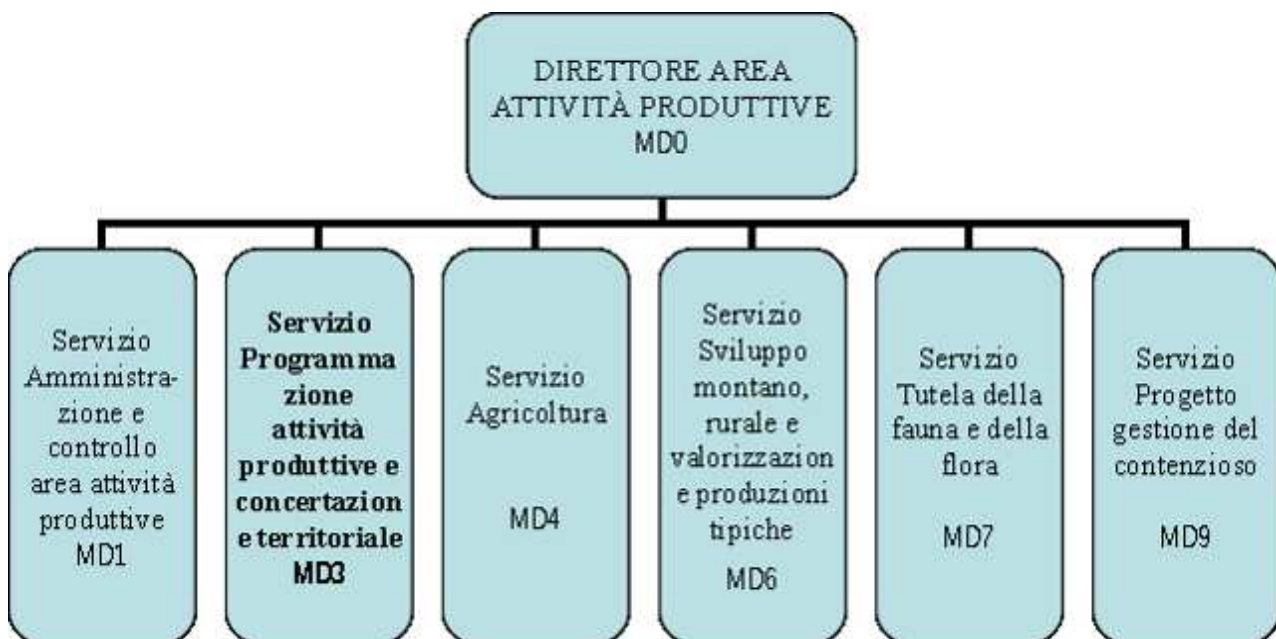 DIRETTORE AREA
ATTIVITÀ PRODUTTIVE
MD0
Servizio
Amministra-
zione e
controllo
area attività
produttive
MD1
Servizio
Programma
zione
attività
produttive e
concertazion
e territoriale
MD3
Servizio
Agricoltura
MD4
Servizio
Sviluppo
montano,
rurale e
valorizzazion
e produzioni
tipiche
MD6
Servizio
Tutela della
fauna e della
flora
MD7
Servizio
Progetto
gestione del
contenzioso
MD9